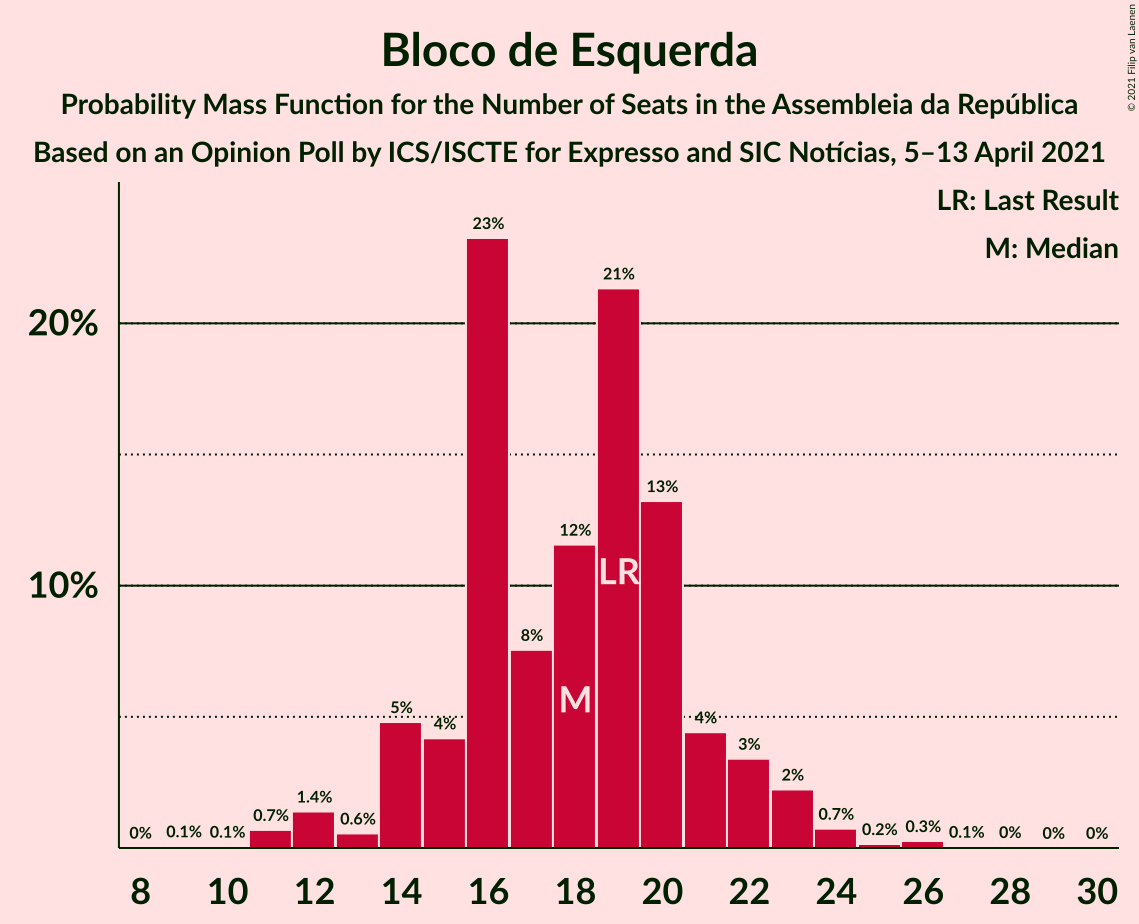 © 2021 Filip van Laenen
Bloco de Esquerda
Probability Mass Function for the Number of Seats in the Assembleia da República
Based on an Opinion Poll by ICS/ISCTE for Expresso and SIC Notícias, 5–13 April 2021
LR: Last Result
M: Median
20%
10%
0% 0.1% 0.1% 0.7% 1.4% 0.6% 5% 4% 23% 8% 12% 21% 13% 4% 3% 2% 0.7% 0.2% 0.3% 0.1% 0% 0% 0%
LR
M
8 10 12 14 16 18 20 22 24 26 28 30